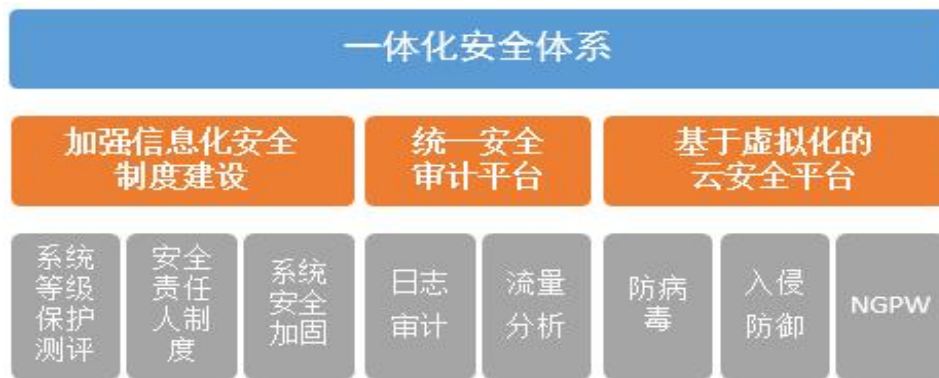 一体化安全体系
加强信息化安全
制度建设
统一安全
审计平台
基于虚拟化的
云安全平台
系统
等级
保护
测评
安全
责任
人制
度
系统
安全
加固
日志
审计
流量
分析
防病
毒
入侵
防御
NGPW